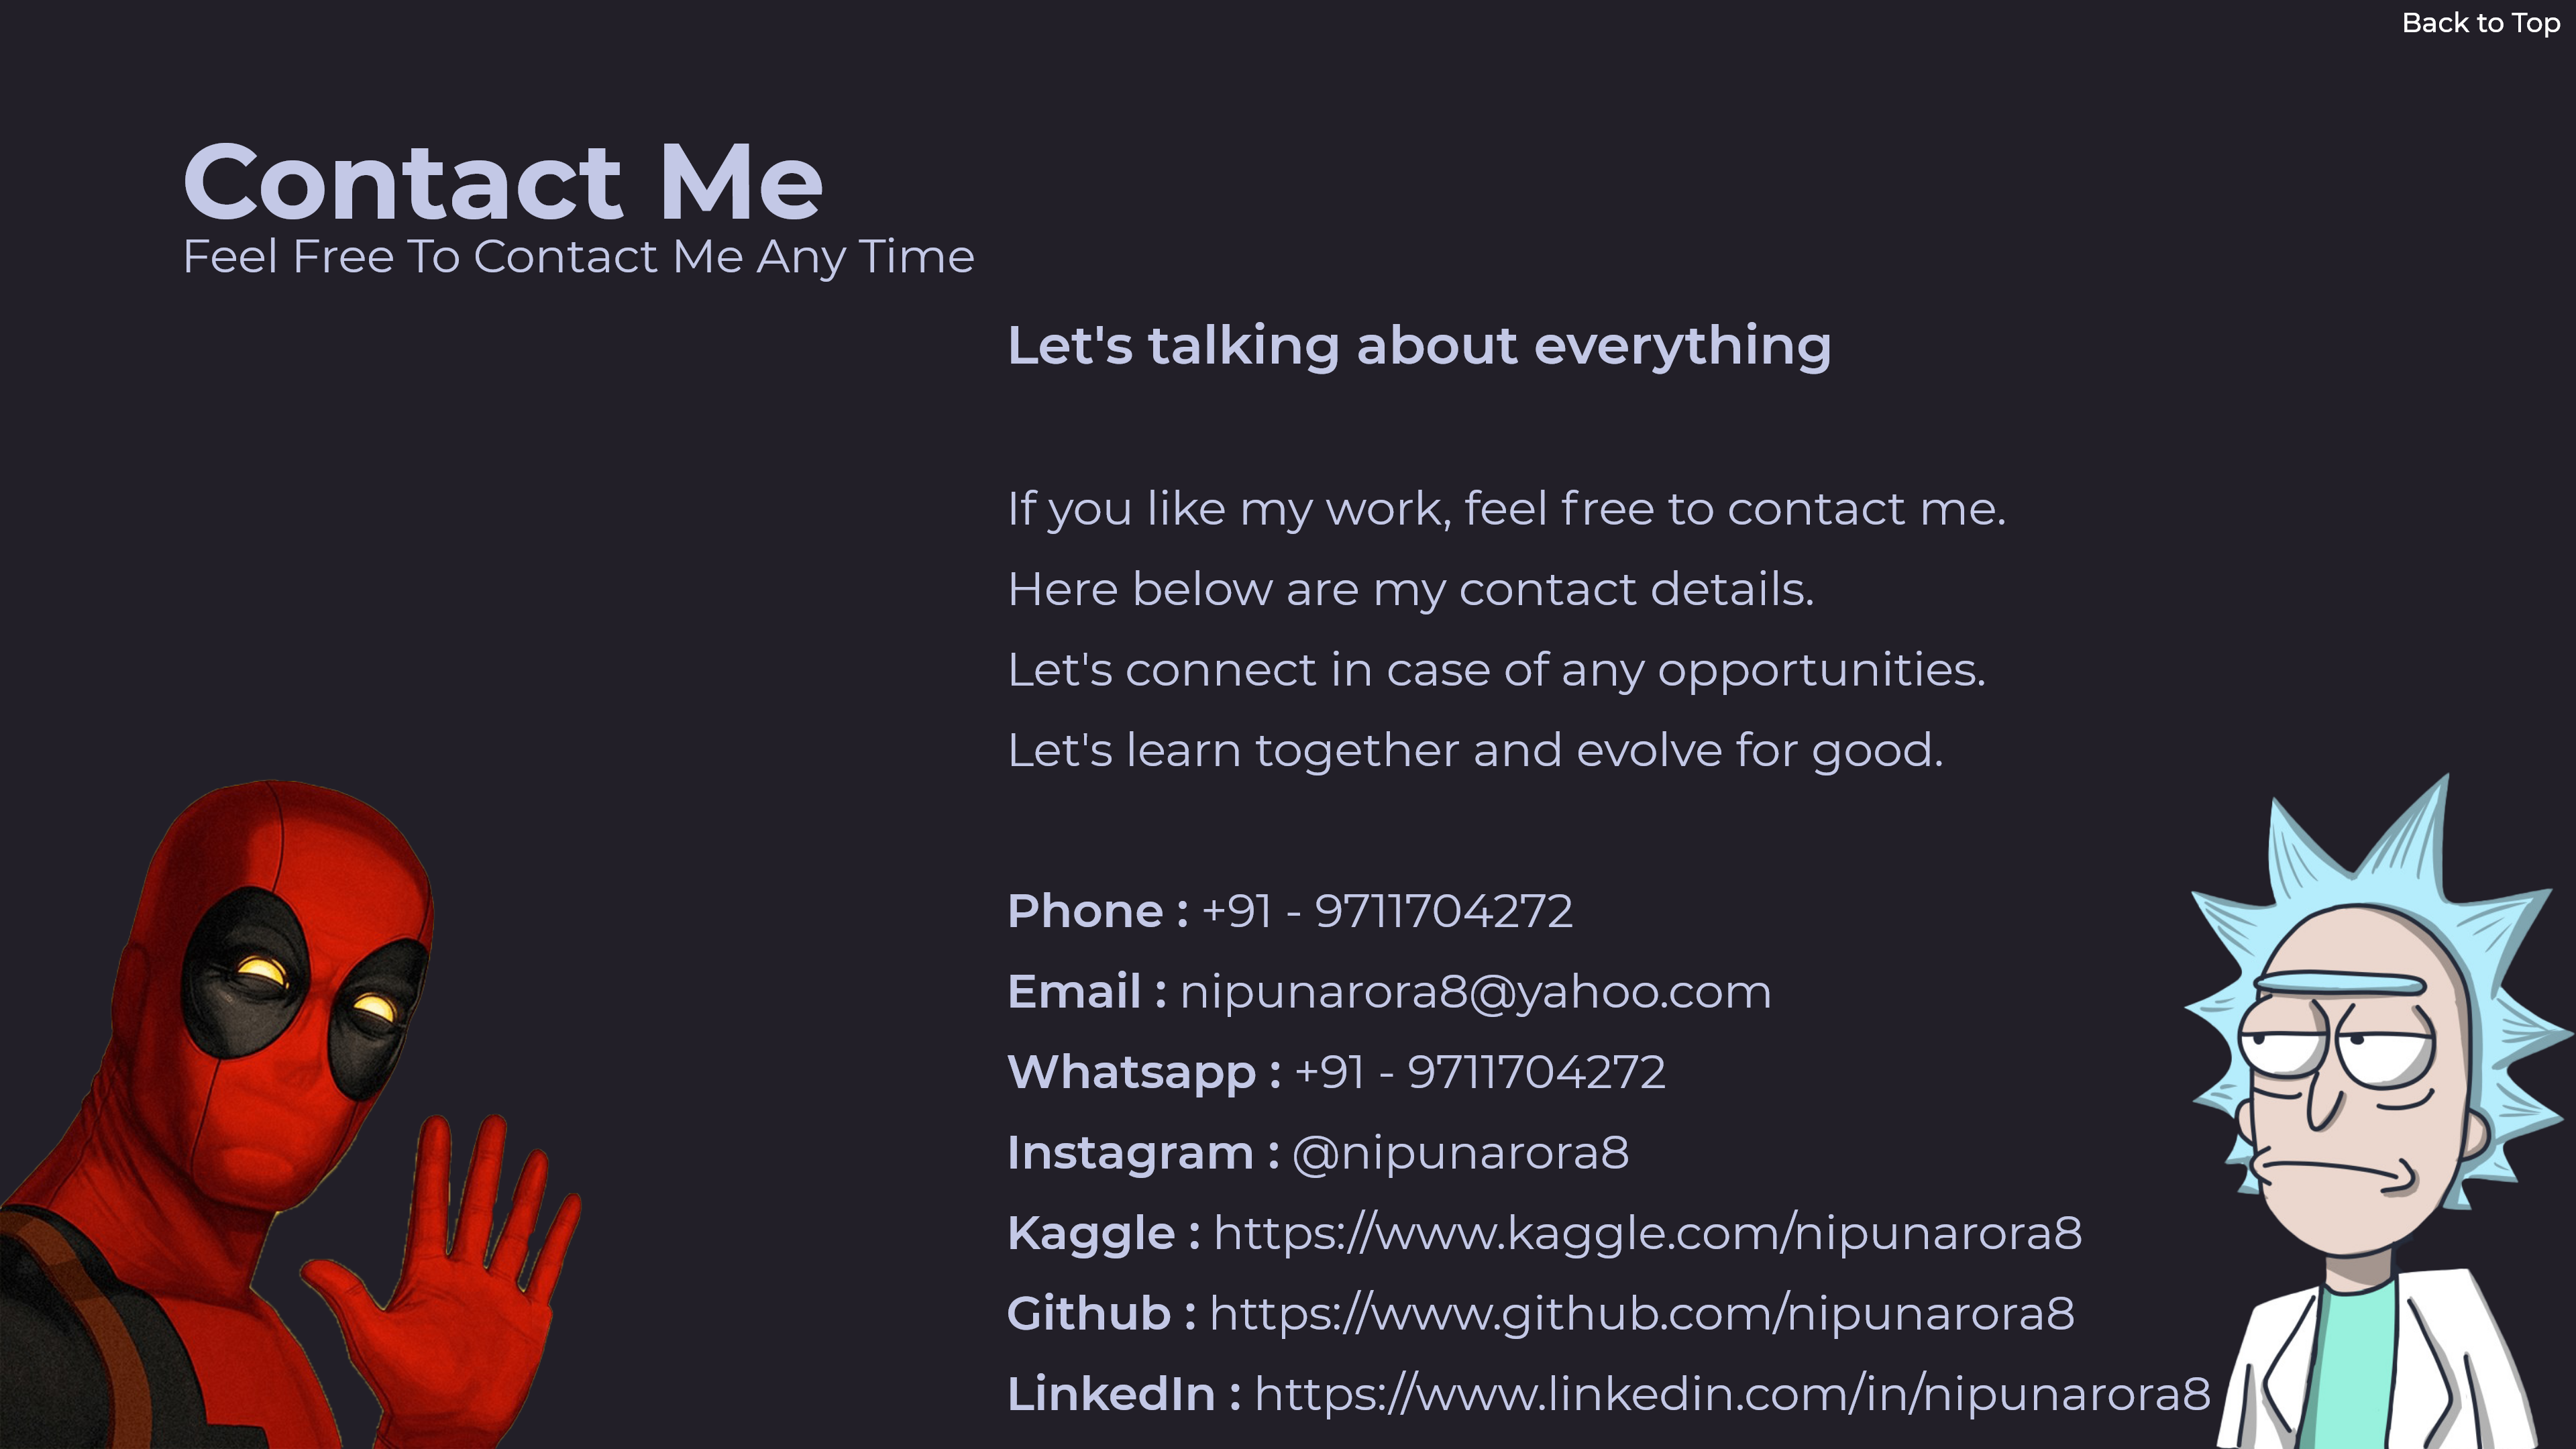 Back to Top
Contact Me
Feel Free To Contact Me Any Time
Let's talking about everything
If you like my work, feel free to contact me.
Here below are my contact details.
Let's connect in case of any opportunities.
Let's learn together and evolve for good.
Phone : +91 - 9711704272
Email : nipunarora8@yahoo.com
Whatsapp : +91 - 9711704272
Instagram : @nipunarora8
Kaggle : https://www.kaggle.com/nipunarora8
Github : https://www.github.com/nipunarora8
LinkedIn : https://www.linkedin.com/in/nipunarora8